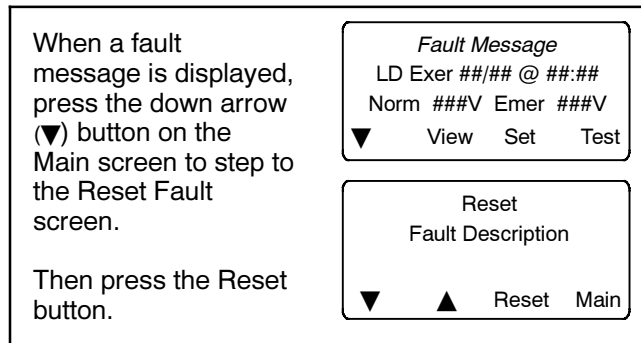 When a fault
message is displayed,
press the down arrow
(▼) button on the
Main screen to step to
the Reset Fault
screen.
Then press the Reset
button.
Fault Message
LD Exer ##/## @ ##:##
Norm ###V Emer ###V
▼ View Set Test
Reset
Fault Description
▼ ▲ Reset Main